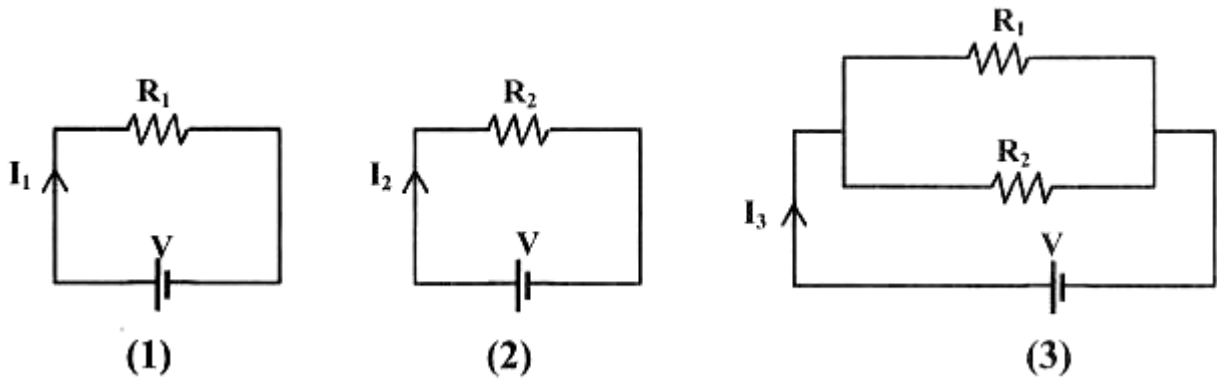 R₁
I₁
V
(1)
R₂
I₂
V
(2)
R₁
R₂
I₃
V
(3)